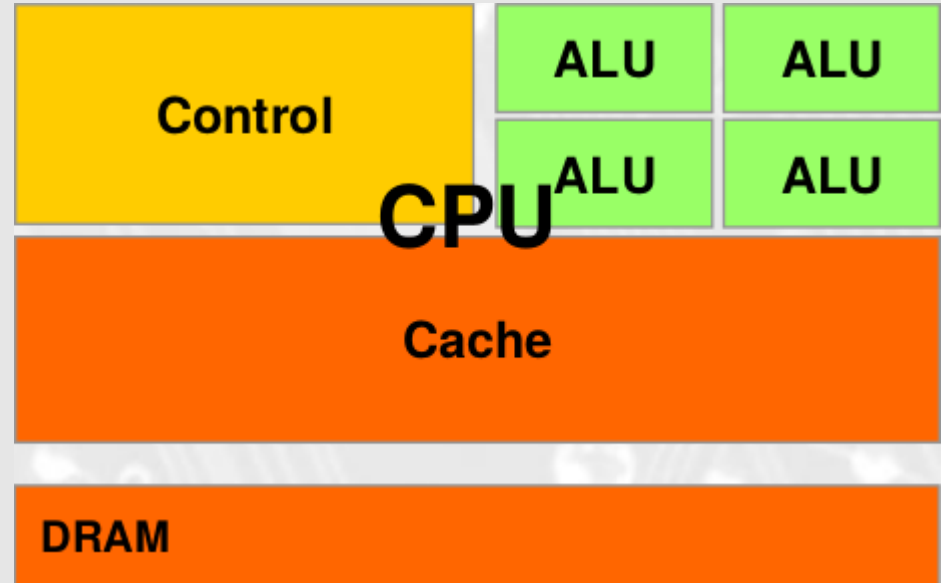 Control
ALU
ALU
ALU
ALU
CPU
Cache
DRAM